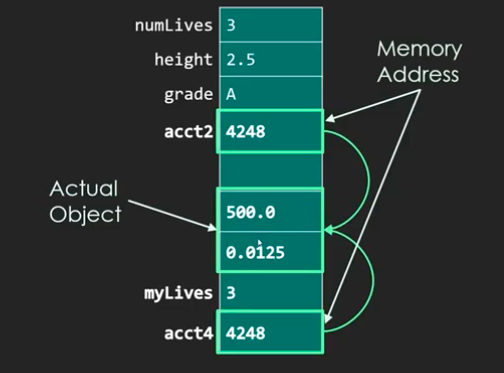 numLives 3
height 2.5
grade A
Memory
Address
acct2 4248
Actual
Object
500.0
0.0125
myLives 3
acct4 4248